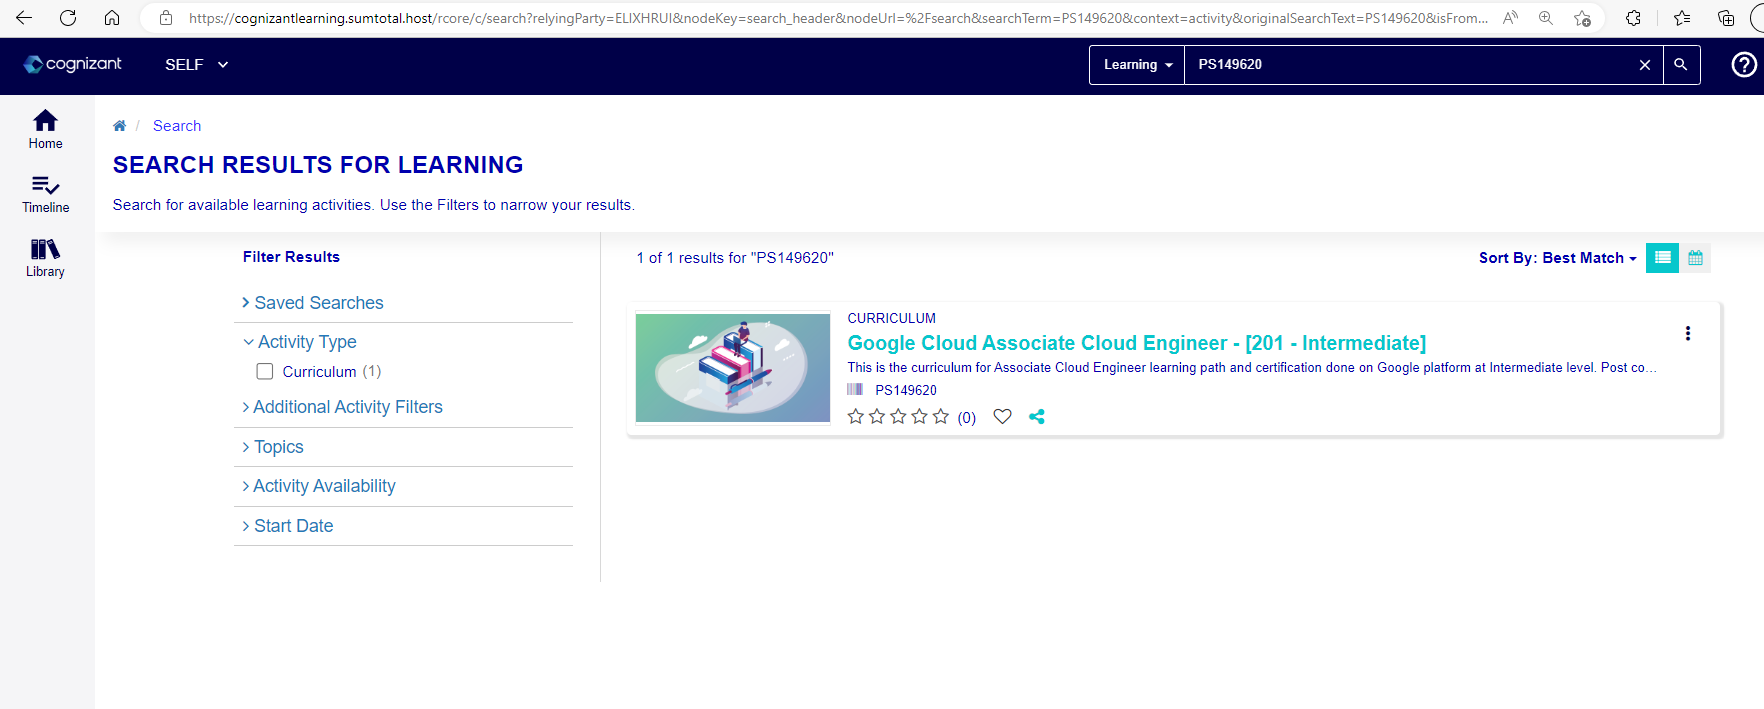 https://cognizantlearning.sumtotal.host/rcore/c/search?relyingParty=ELIXHRUI&nodeKey=search_header&nodeUrl=%2Fsearch&searchTerm=PS149620&context=activity&originalSearchText=PS149620&isFrom...
cognizant
SELF
Learning
PS149620
Home
Timeline
Library
/ Search
SEARCH RESULTS FOR LEARNING
Search for available learning activities. Use the Filters to narrow your results.
Filter Results
Saved Searches
Activity Type
Curriculum (1)
Additional Activity Filters
Topics
Activity Availability
Start Date
1 of 1 results for "PS149620"
Sort By: Best Match
CURRICULUM
Google Cloud Associate Cloud Engineer - [201 - Intermediate]
This is the curriculum for Associate Cloud Engineer learning path and certification done on Google platform at Intermediate level. Post co...
PS149620
(0)